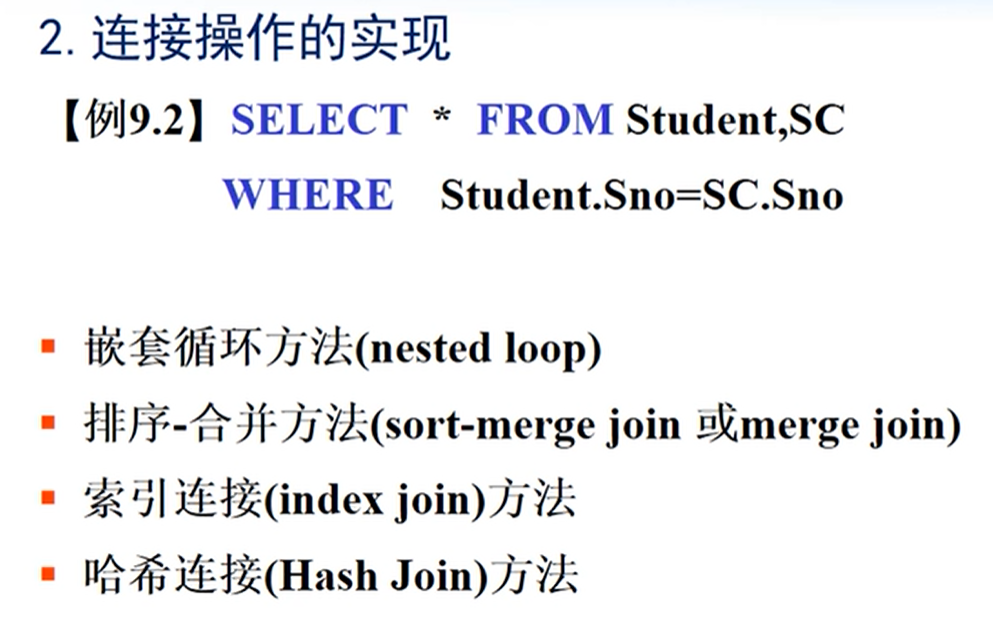 2. 连接操作的实现
【例9.2】SELECT * FROM Student,SC
WHERE Student.Sno=SC.Sno
▪ 嵌套循环方法(nested loop)
▪ 排序-合并方法(sort-merge join 或merge join)
▪ 索引连接(index join)方法
▪ 哈希连接(Hash Join)方法